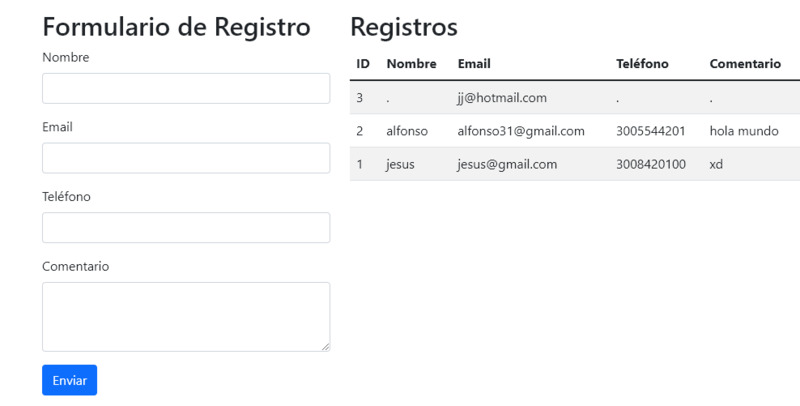 Formulario de Registro
Nombre
Email
Teléfono
Comentario
Enviar
Registros
ID Nombre Email Teléfono Comentario
3 . jj@hotmail.com . .
2 alfonso alfonso31@gmail.com 3005544201 hola mundo
1 jesus jesus@gmail.com 3008420100 xd